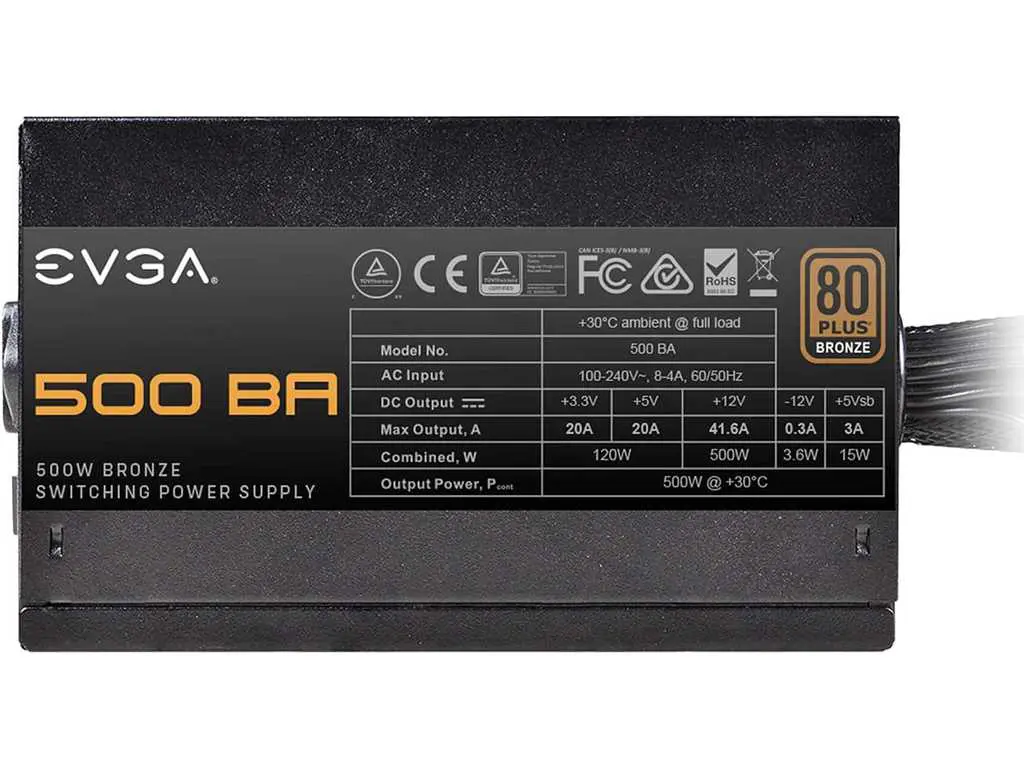 EVGA®
CAN ICES-3(B) / NMB-3(B)
CE
FC
RoHS
80
PLUS
BRONZE
500 BA
500W BRONZE
SWITCHING POWER SUPPLY
+30°C ambient @ full load
Model No. 500 BA
AC Input 100-240V~, 8-4A, 60/50Hz
DC Output +3.3V +5V +12V -12V +5Vsb
Max Output, A 20A 20A 41.6A 0.3A 3A
Combined, W 120W 500W 3.6W 15W
Output Power, Pcont 500W @ +30°C